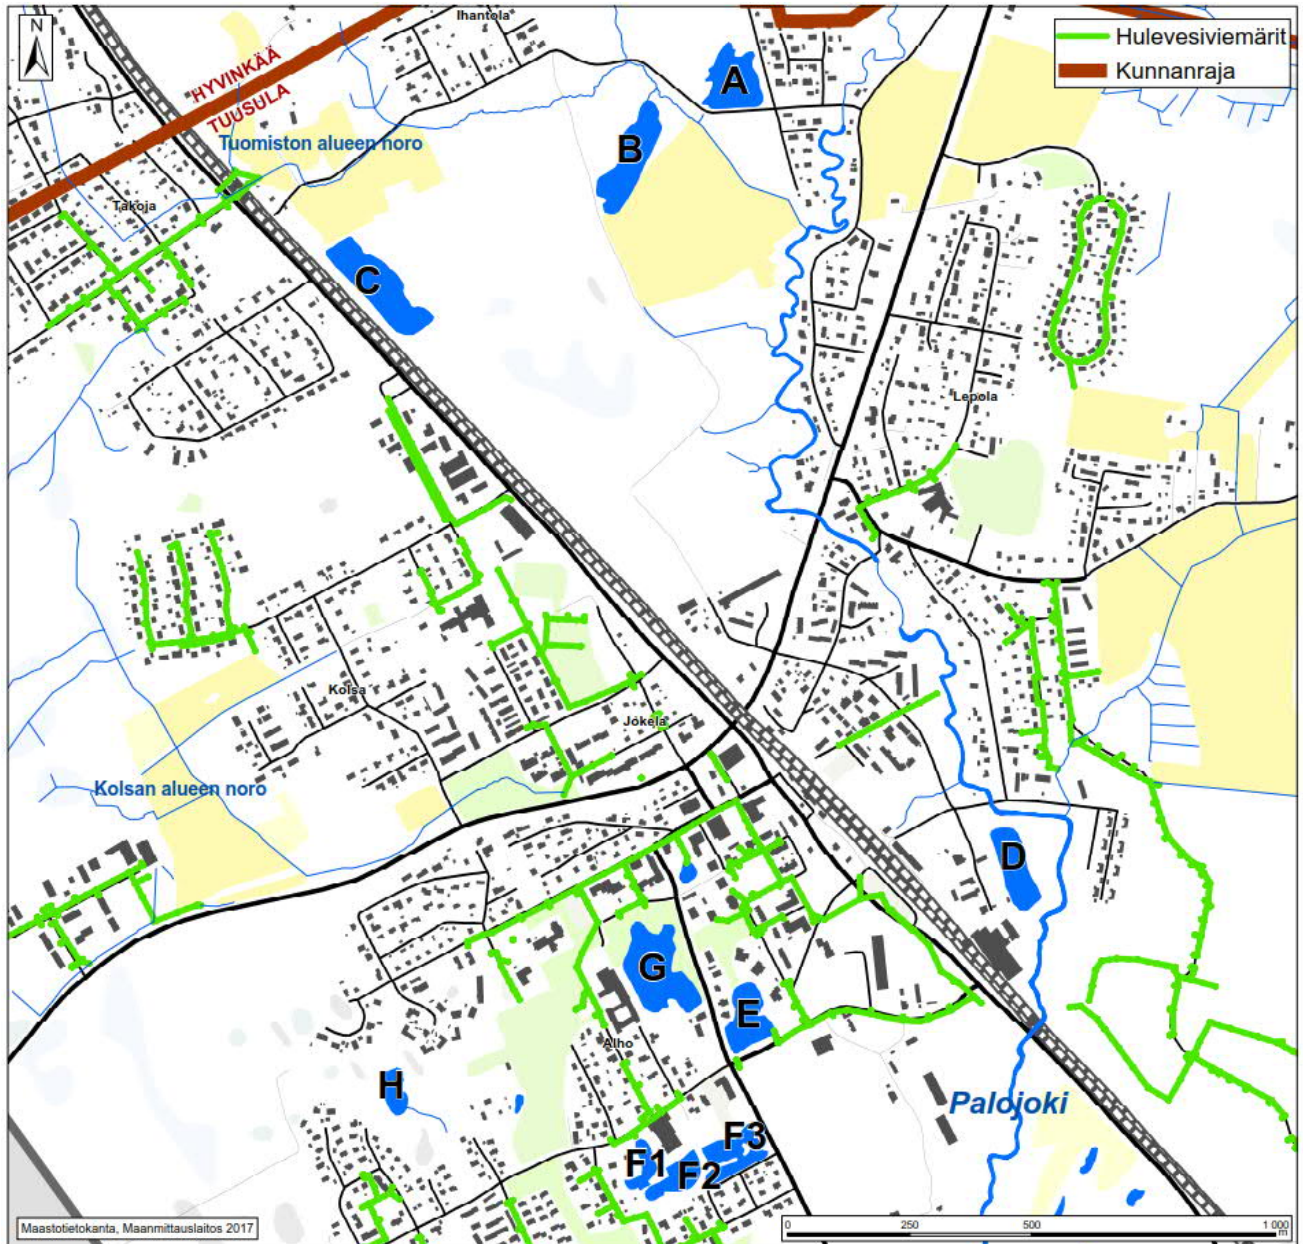 N
Ihantola
Hulevesiviemärit
Kunnanraja
HYVINKÄÄ
TUUSULA
A
Tuomiston alueen noro
B
Takoja
C
Lepola
Kolsa
Jokela
Kolsan alueen noro
D
G
E
Alho
H
Palojoki
F1
F2
F3
Maastotietokanta, Maanmittauslaitos 2017
0 250 500 1 000
m